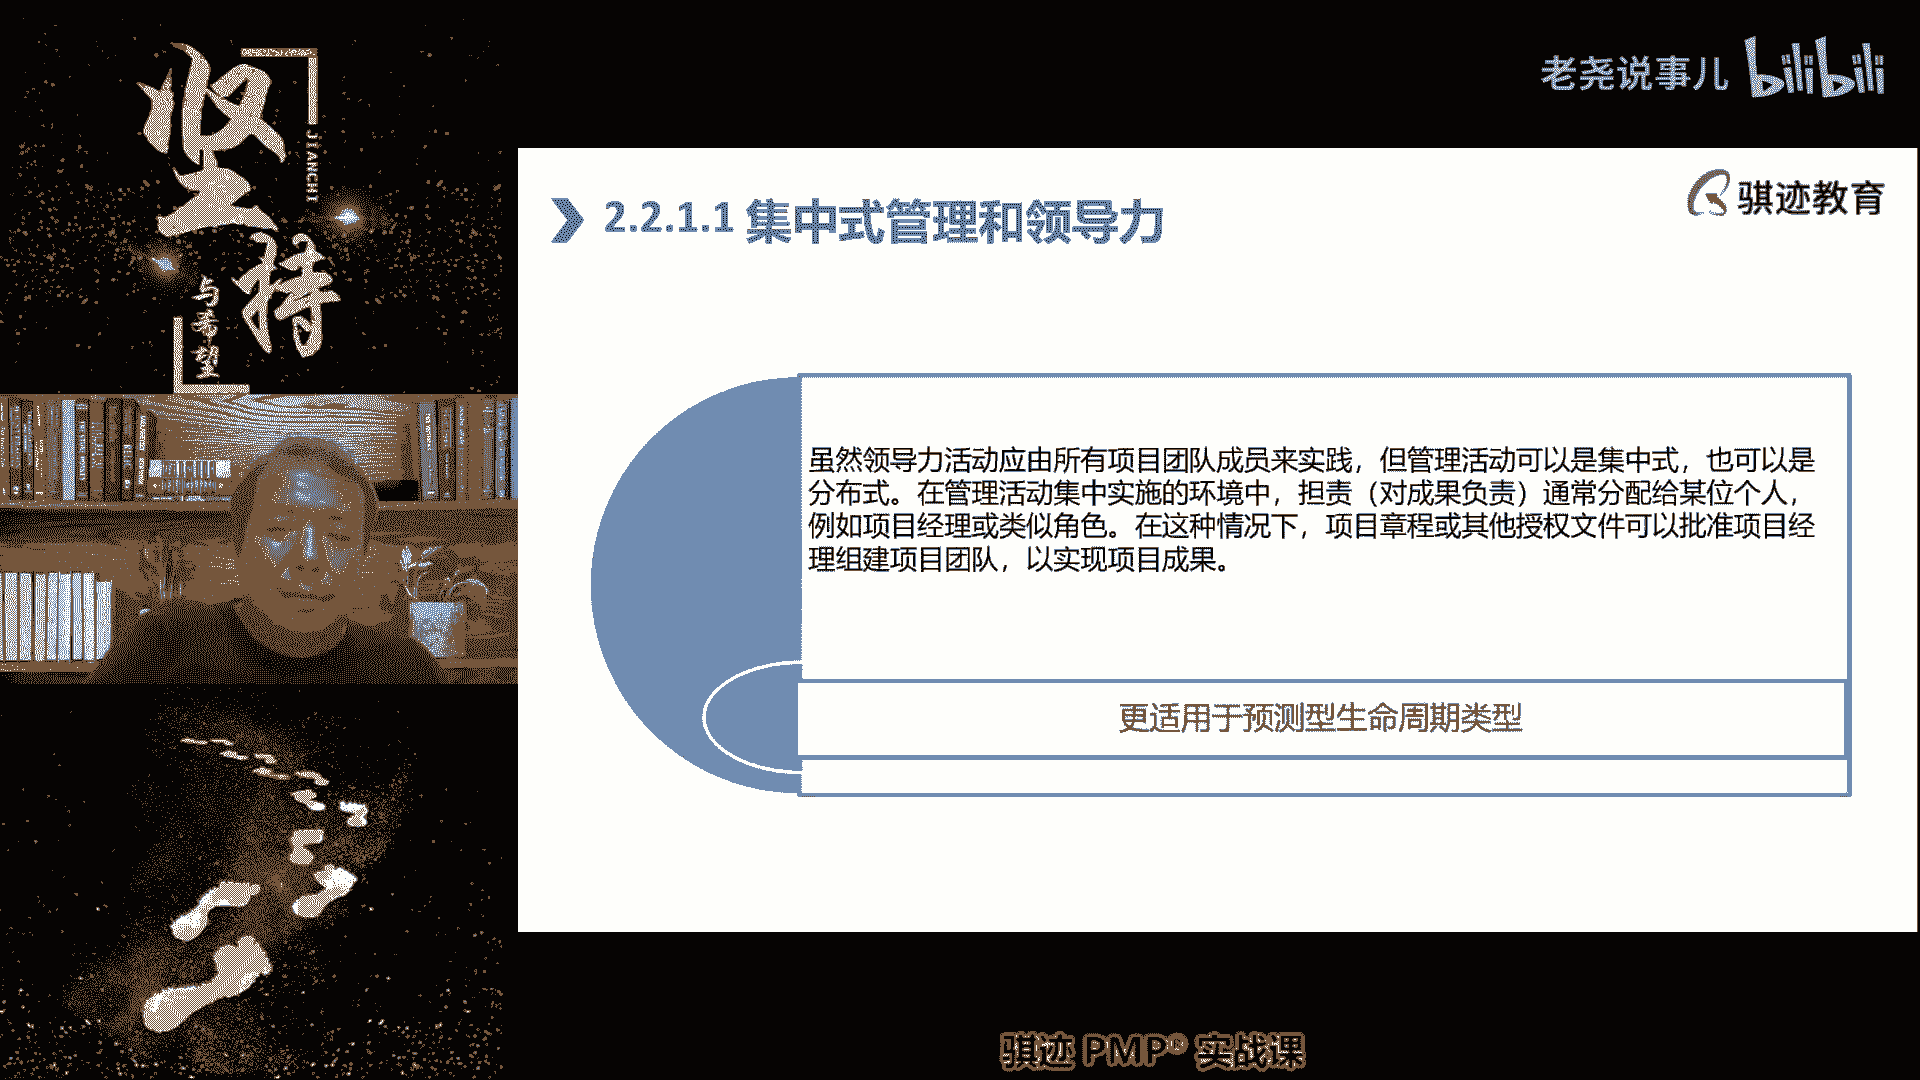 坚持
JIANCHI
与希望
老尧说事儿 bilibili
骐迹教育
2.2.1.1 集中式管理和领导力
虽然领导力活动应由所有项目团队成员来实践，但管理活动可以是集中式，也可以是
分布式。在管理活动集中实施的环境中，担责（对成果负责）通常分配给某位个人，
例如项目经理或类似角色。在这种情况下，项目章程或其他授权文件可以批准项目经
理组建项目团队，以实现项目成果。
更适用于预测型生命周期类型
骐迹 PMP® 实战课